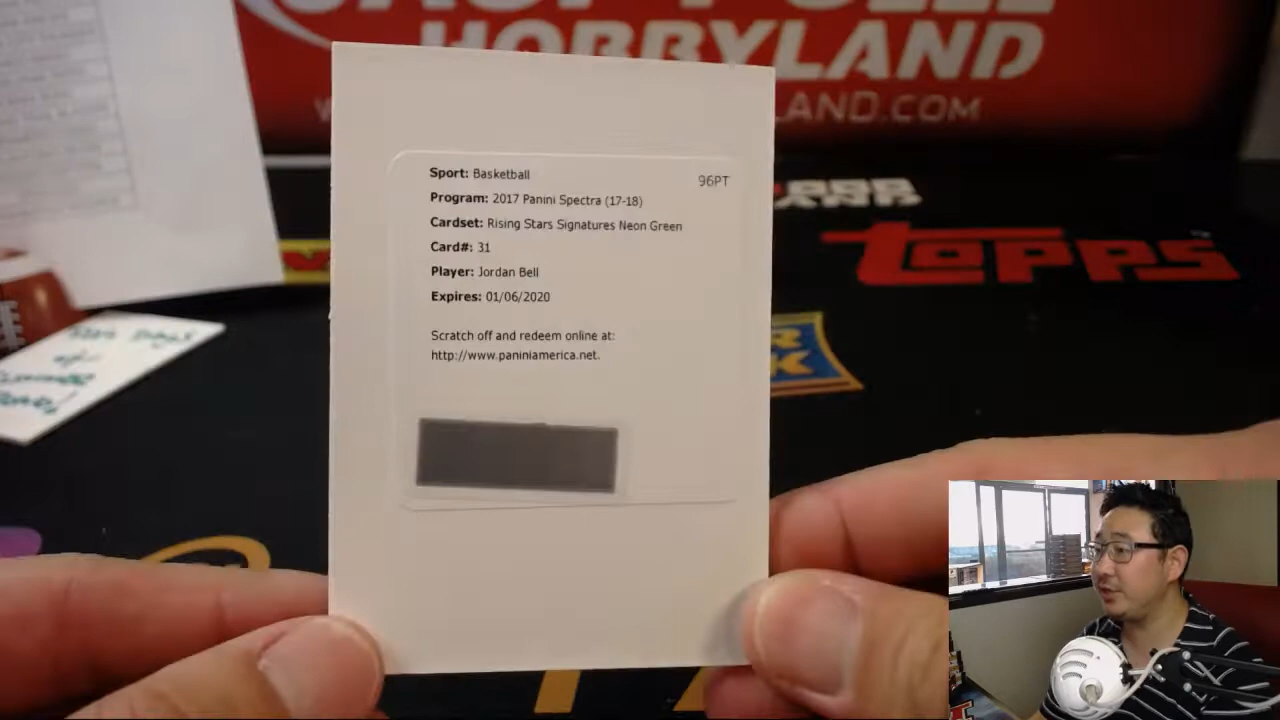 HOBBYLAND
LAND.COM
Sport: Basketball
96PT
Program: 2017 Panini Spectra (17-18)
Cardset: Rising Stars Signatures Neon Green
Card#: 31
Player: Jordan Bell
Expires: 01/06/2020
Scratch off and redeem online at:
http://www.paniniamerica.net.
TOPPS